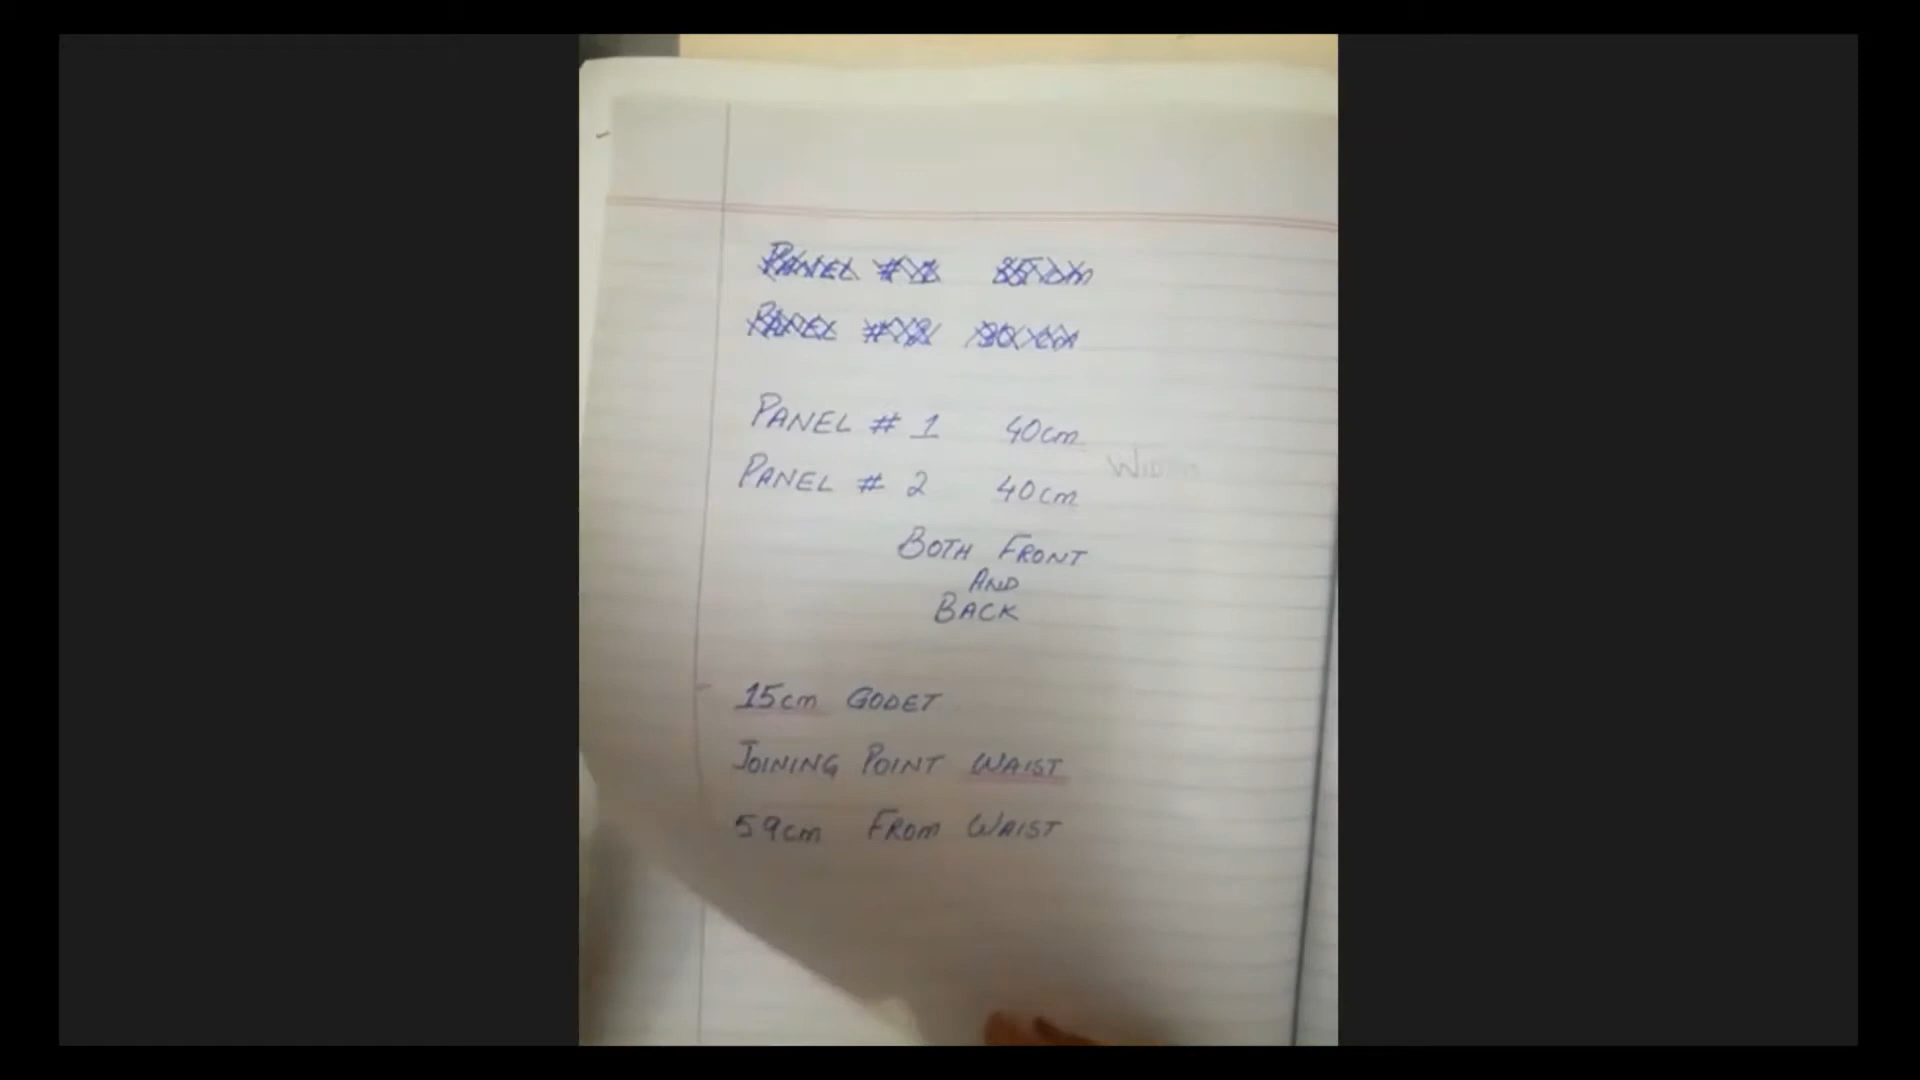 PANEL # 1 40cm
PANEL # 2 40cm
BOTH FRONT
AND
BACK
15cm GODET
JOINING POINT WAIST
59cm FROM WAIST